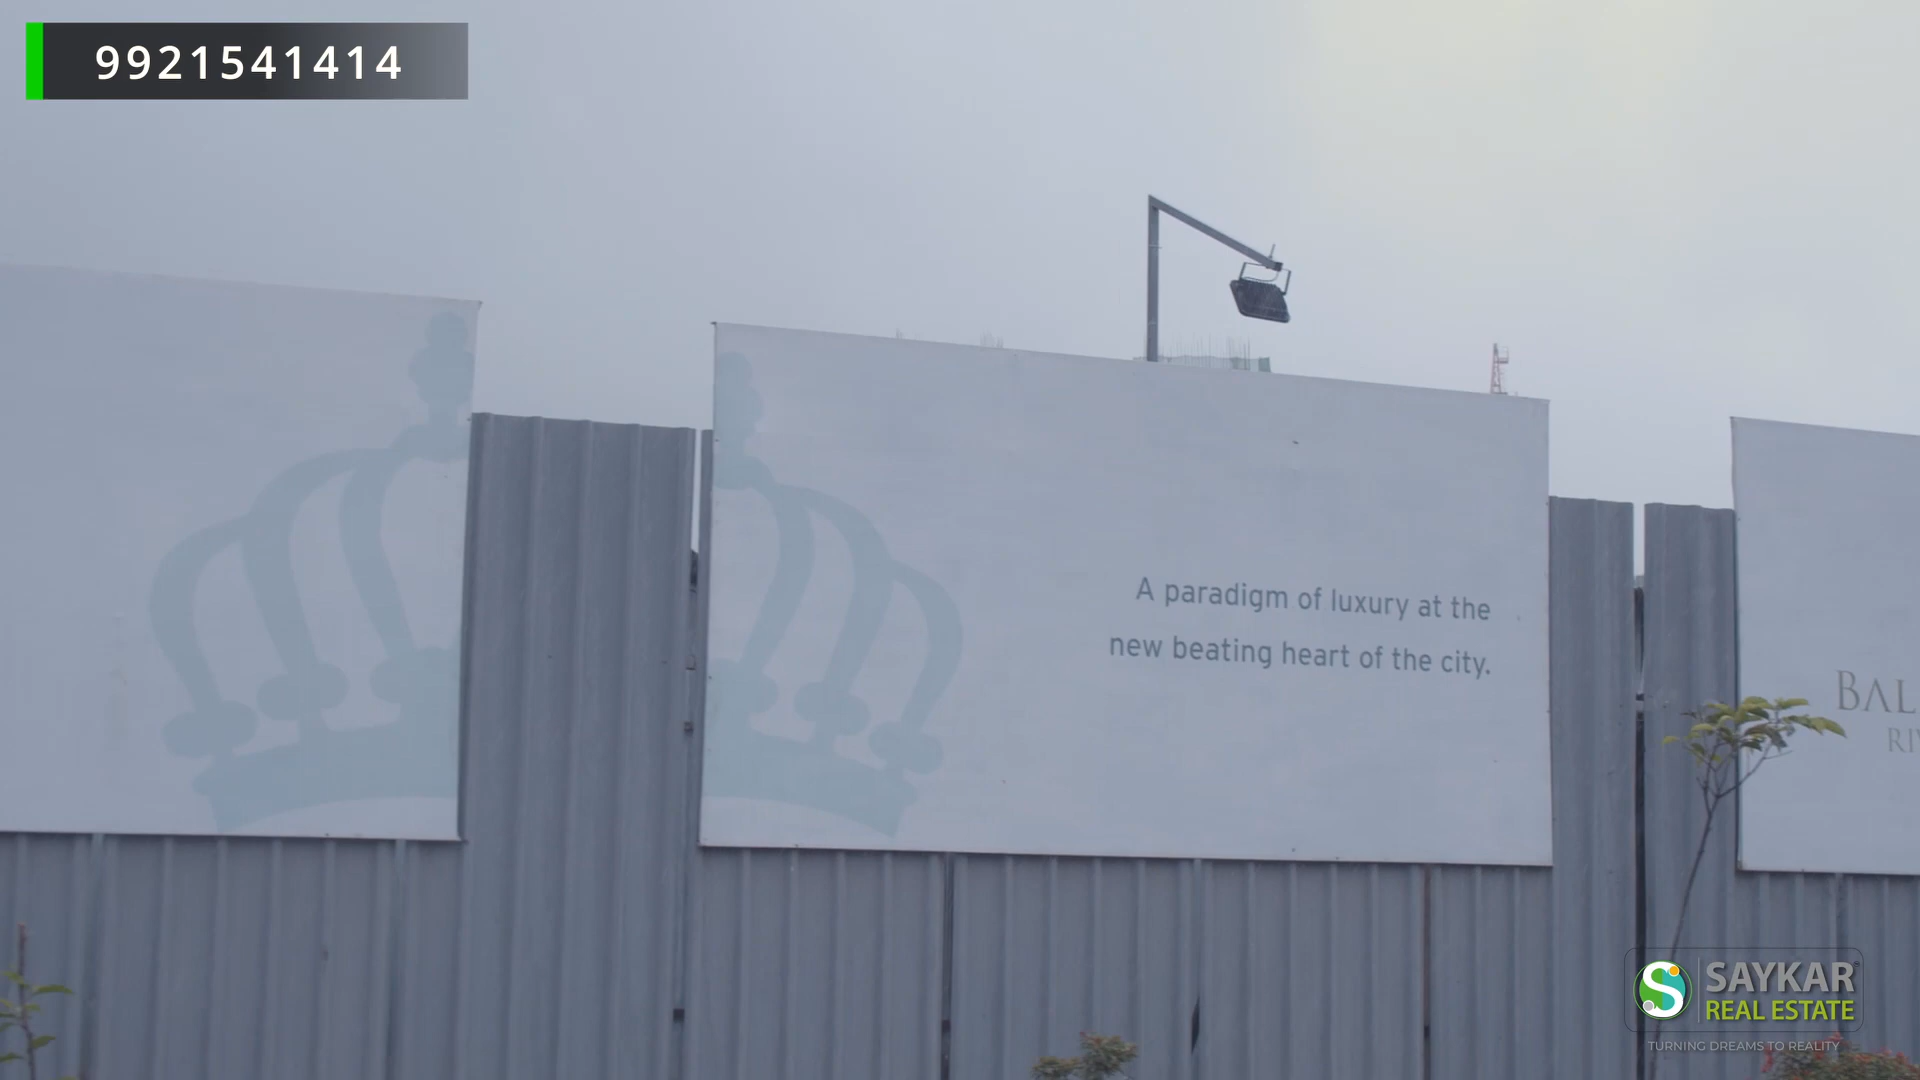 9921541414
A paradigm of luxury at the
new beating heart of the city.
SAYKAR
REAL ESTATE
TURNING DREAMS TO REALITY